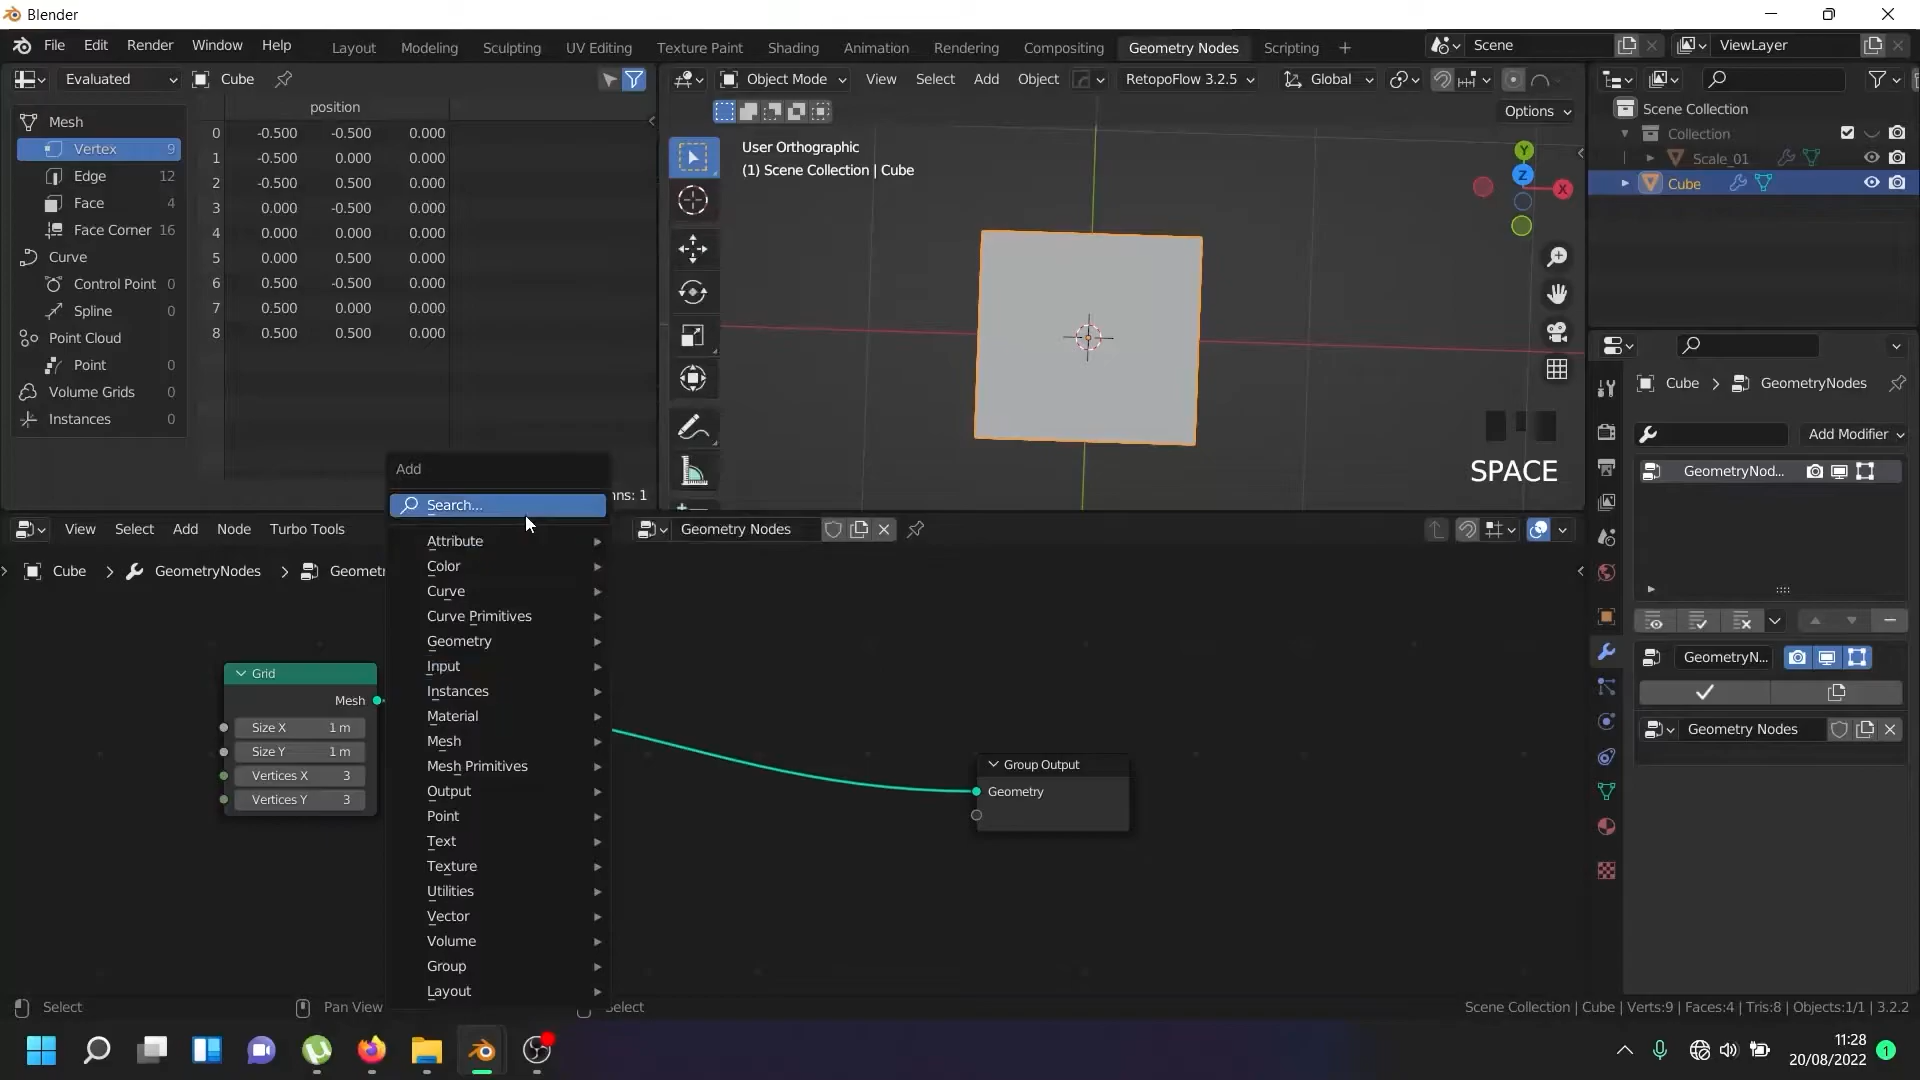 Blender
File Edit Render Window Help Layout Modeling Sculpting UV Editing Texture Paint Shading Animation Rendering Compositing Geometry Nodes Scripting + Scene ViewLayer
Evaluated Cube
Object Mode View Select Add Object RetopoFlow 3.2.5 Global
Options
position
Mesh
Vertex 9
Edge 12
Face 4
Face Corner 16
Curve
Control Point 0
Spline 0
Point Cloud
Point 0
Volume Grids 0
Instances 0
0 -0.500 -0.500 0.000
1 -0.500 0.000 0.000
2 -0.500 0.500 0.000
3 0.000 -0.500 0.000
4 0.000 0.000 0.000
5 0.000 0.500 0.000
6 0.500 -0.500 0.000
7 0.500 0.000 0.000
8 0.500 0.500 0.000
User Orthographic
(1) Scene Collection | Cube
Y
Z
X
SPACE
Scene Collection
Collection
Scale_01
Cube
Cube > GeometryNodes
Add Modifier
GeometryNod...
GeometryN...
Geometry Nodes
ns: 1
View Select Add Node Turbo Tools
Geometry Nodes
Cube > GeometryNodes > Geomet
Add
Search...
Attribute
Color
Curve
Curve Primitives
Geometry
Input
Instances
Material
Mesh
Mesh Primitives
Output
Point
Text
Texture
Utilities
Vector
Volume
Group
Layout
Grid
Mesh
Size X 1 m
Size Y 1 m
Vertices X 3
Vertices Y 3
Group Output
Geometry
Select
Pan View
elect
Scene Collection | Cube | Verts:9 | Faces:4 | Tris:8 | Objects:1/1 | 3.2.2
11:28
20/08/2022
1